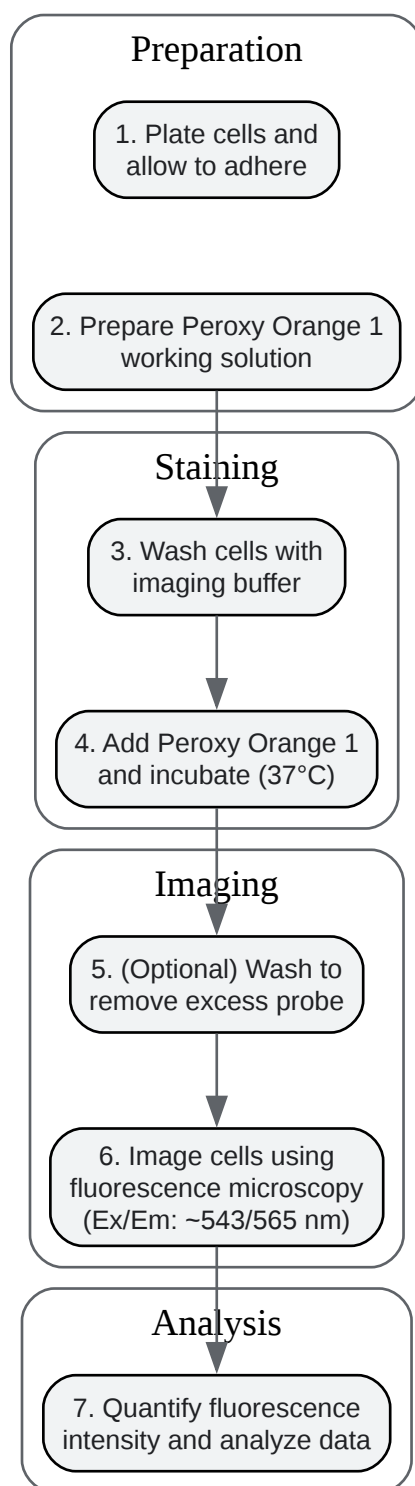 Preparation
1. Plate cells and
allow to adhere
2. Prepare Peroxy Orange 1
working solution
Staining
3. Wash cells with
imaging buffer
4. Add Peroxy Orange 1
and incubate (37°C)
Imaging
5. (Optional) Wash to
remove excess probe
6. Image cells using
fluorescence microscopy
(Ex/Em: ~543/565 nm)
Analysis
7. Quantify fluorescence
intensity and analyze data